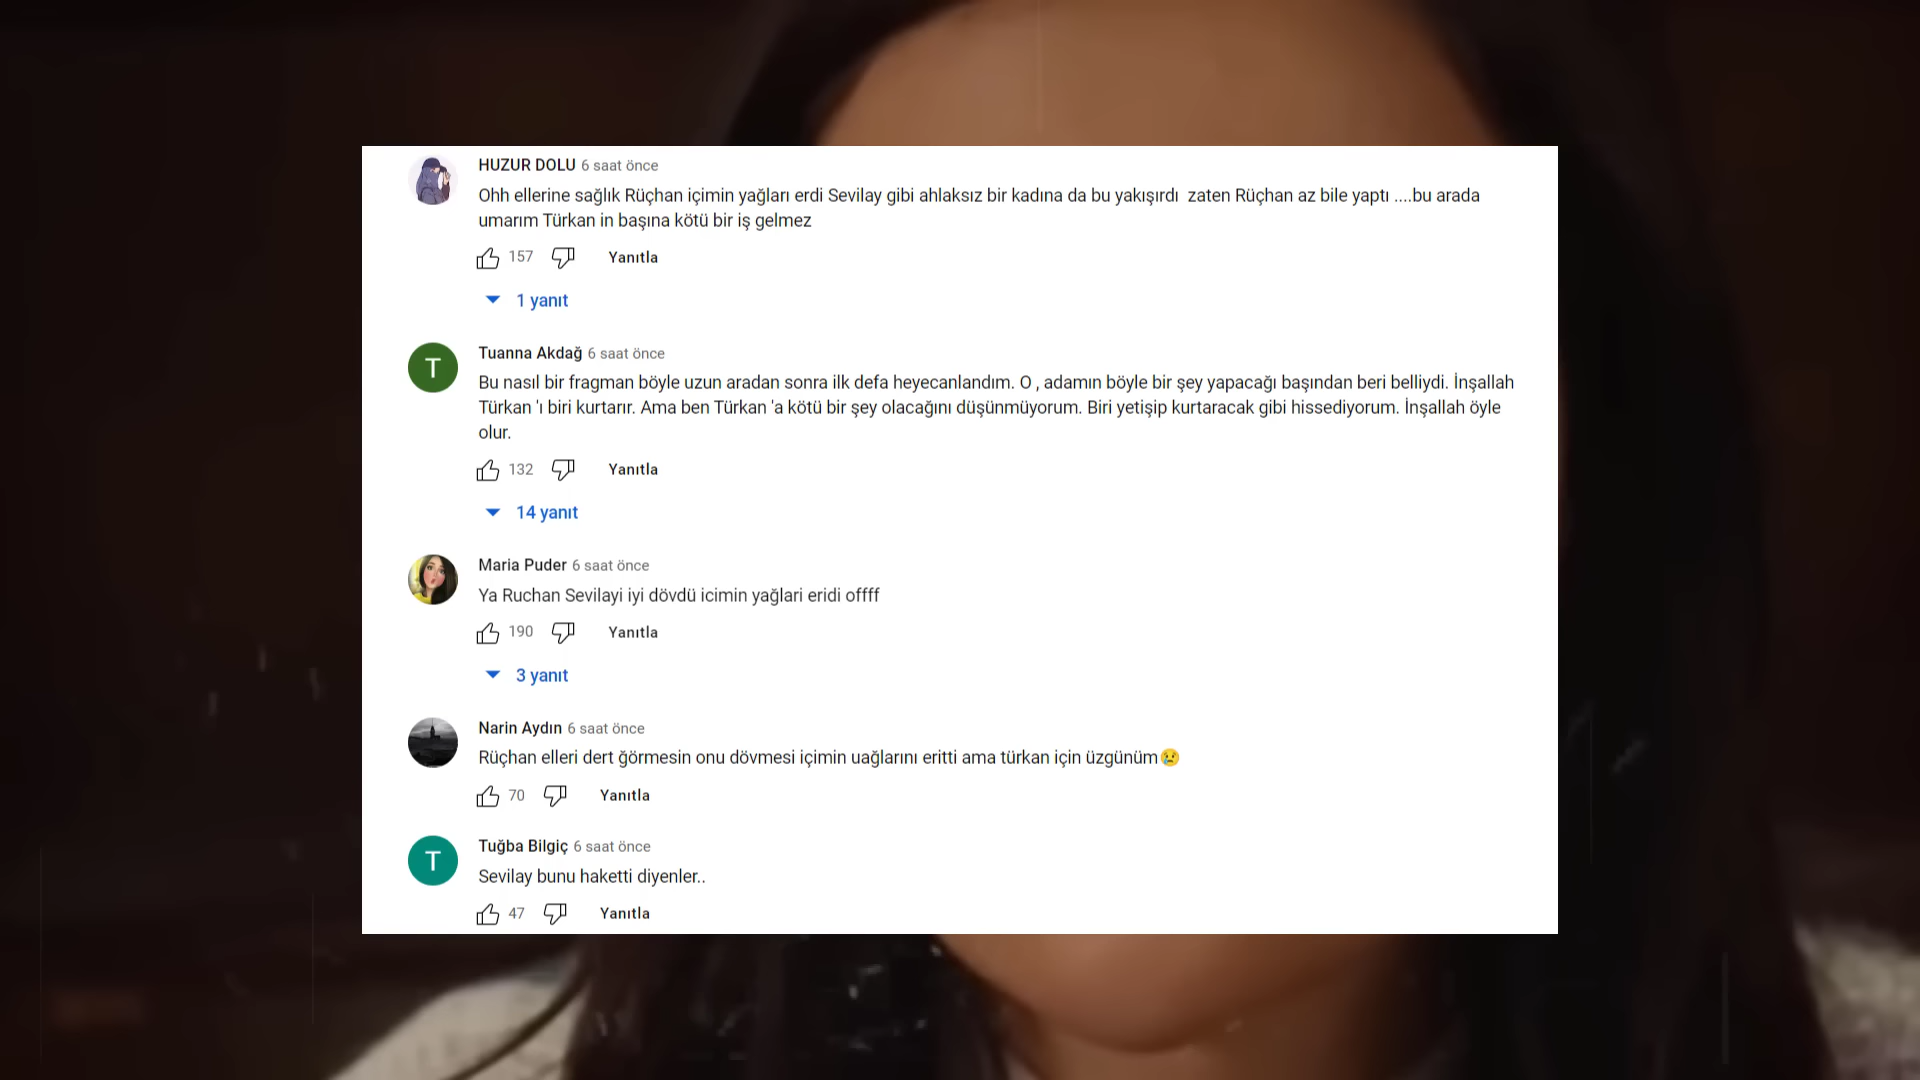 HUZUR DOLU 6 saat önce
Ohh ellerine sağlık Rüçhan içimin yağları erdi Sevilay gibi ahlaksız bir kadına da bu yakışırdı  zaten Rüçhan az bile yaptı ....bu arada
umarım Türkan in başına kötü bir iş gelmez
157 Yanıtla
1 yanıt
T
Tuanna Akdağ 6 saat önce
Bu nasıl bir fragman böyle uzun aradan sonra ilk defa heyecanlandım. O , adamın böyle bir şey yapacağı başından beri belliydi. İnşallah
Türkan 'ı biri kurtarır. Ama ben Türkan 'a kötü bir şey olacağını düşünmüyorum. Biri yetişip kurtaracak gibi hissediyorum. İnşallah öyle
olur.
132 Yanıtla
14 yanıt
Maria Puder 6 saat önce
Ya Ruchan Sevilayi iyi dövdü icimin yağlari eridi offff
190 Yanıtla
3 yanıt
Narin Aydın 6 saat önce
Rüçhan elleri dert ğörmesin onu dövmesi içimin uağlarını eritti ama türkan için üzgünüm😢
70 Yanıtla
T
Tuğba Bilgiç 6 saat önce
Sevilay bunu haketti diyenler..
47 Yanıtla